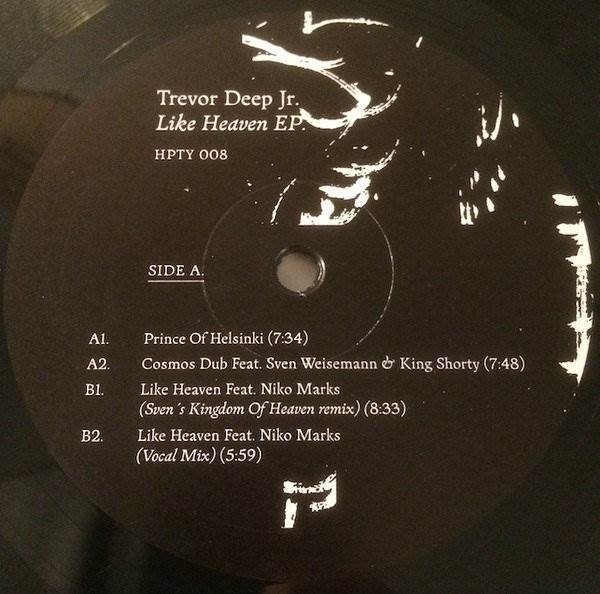 Trevor Deep Jr.
Like Heaven EP.
HPTY 008
SIDE A.
A1. Prince Of Helsinki (7:34)
A2. Cosmos Dub Feat. Sven Weisemann & King Shorty (7:48)
B1. Like Heaven Feat. Niko Marks
(Sven´s Kingdom Of Heaven remix) (8:33)
B2. Like Heaven Feat. Niko Marks
(Vocal Mix) (5:59)